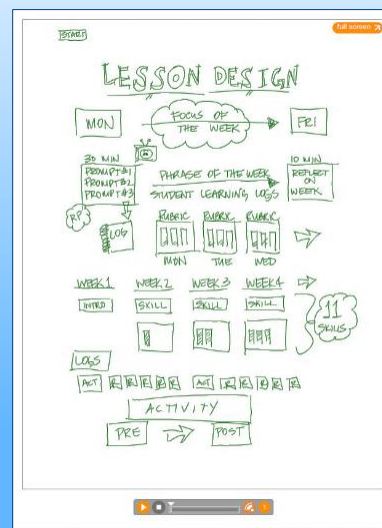 full screen
START
LESSON DESIGN
MON
FOCUS OF
THE WEEK
FRI
30 MIN
10 MIN
PROMPT #1
PROMPT #2
PROMPT #3
PHRASE OF THE WEEK
STUDENT LEARNING LOGS
REFLECT
ON
WEEK
RP
LOG
RUBRIC RUBRIC RUBRIC
MON TUE WED
WEEK 1 WEEK 2 WEEK 3 WEEK 4
INTRO SKILL SKILL SKILL
11
SKILLS
LOGS
ACT R R R R R ACT R R R R R
ACTIVITY
PRE POST